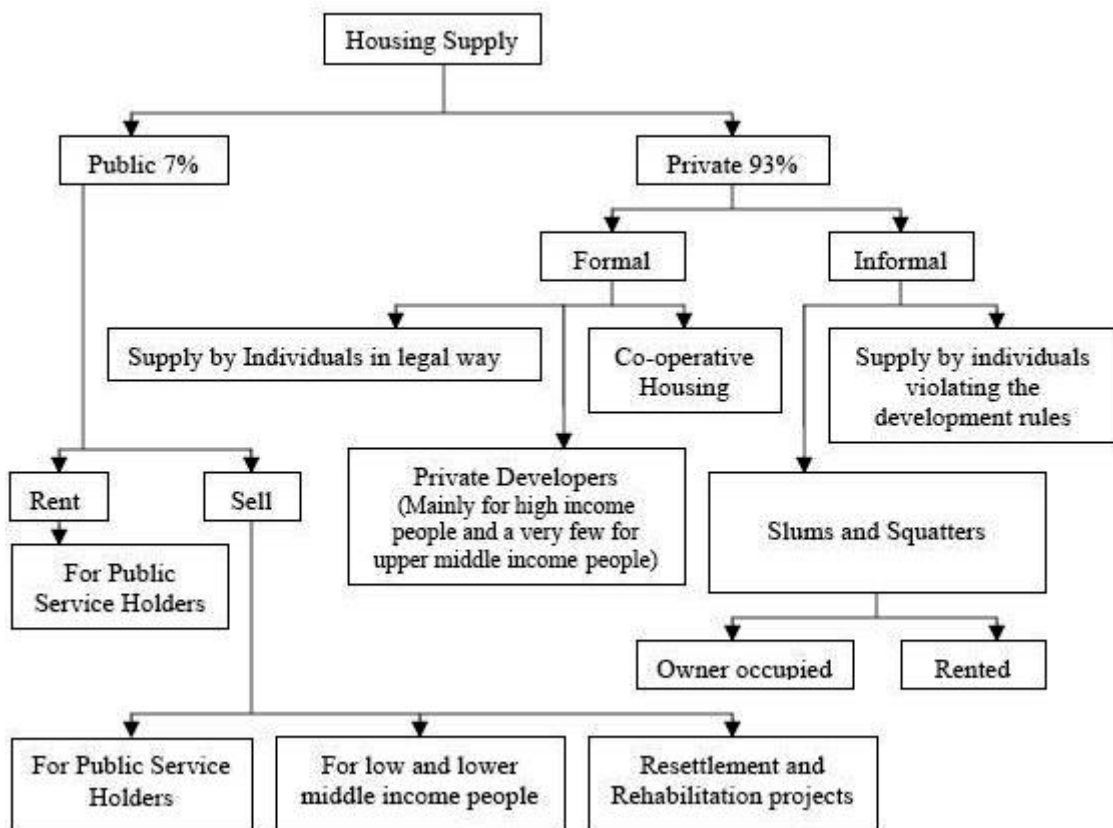 Housing Supply
Public 7%
Private 93%
Formal
Informal
Supply by Individuals in legal way
Co-operative
Housing
Supply by individuals
violating the
development rules
Rent
Sell
Private Developers
(Mainly for high income
people and a very few for
upper middle income people)
Slums and Squatters
For Public
Service Holders
Owner occupied
Rented
For Public Service
Holders
For low and lower
middle income people
Resettlement and
Rehabilitation projects